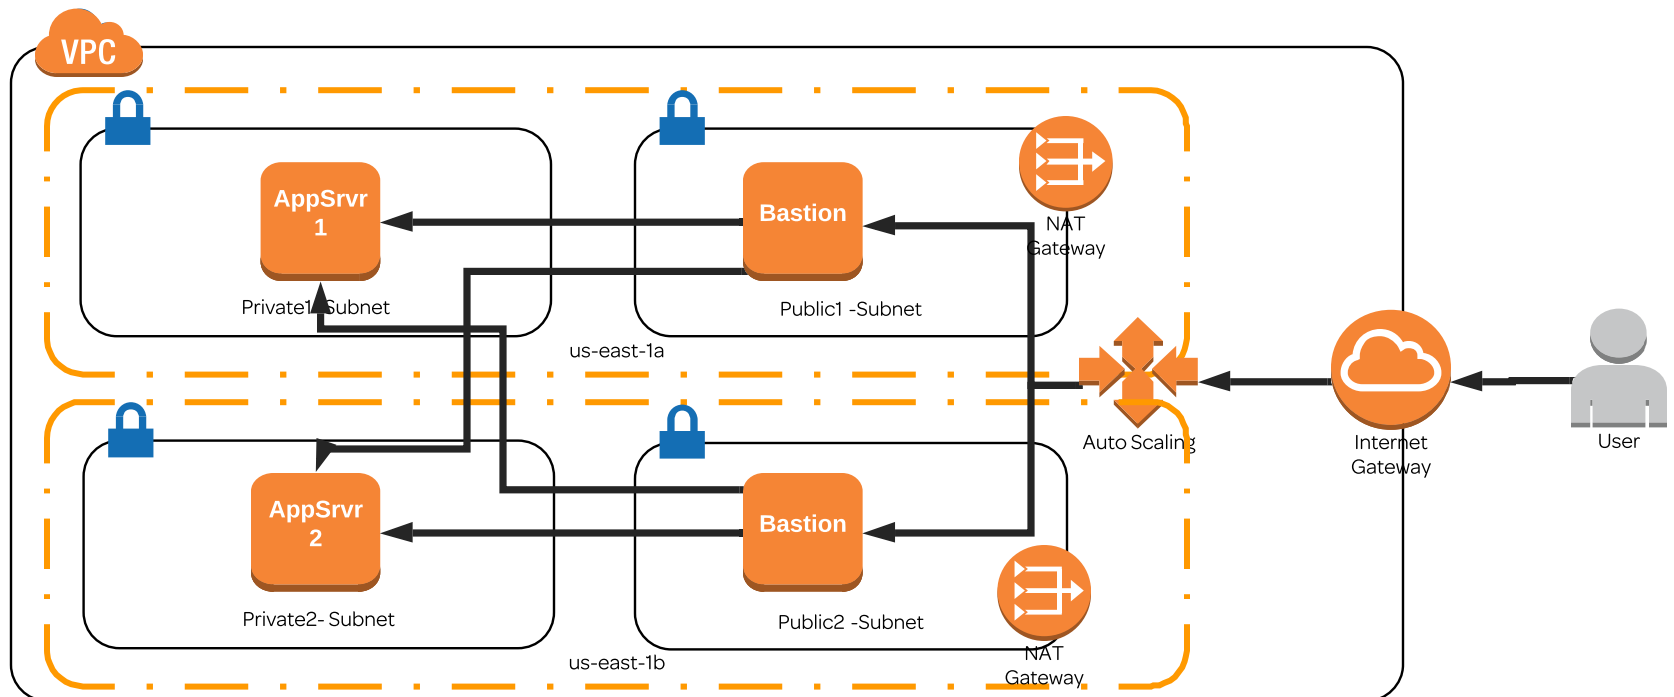 VPC
AppSrvr
1
Bastion
NAT
Gateway
Private1-Subnet
Public1 -Subnet
us-east-1a
Auto Scaling
Internet
Gateway
User
AppSrvr
2
Bastion
Private2- Subnet
Public2 -Subnet
NAT
Gateway
us-east-1b